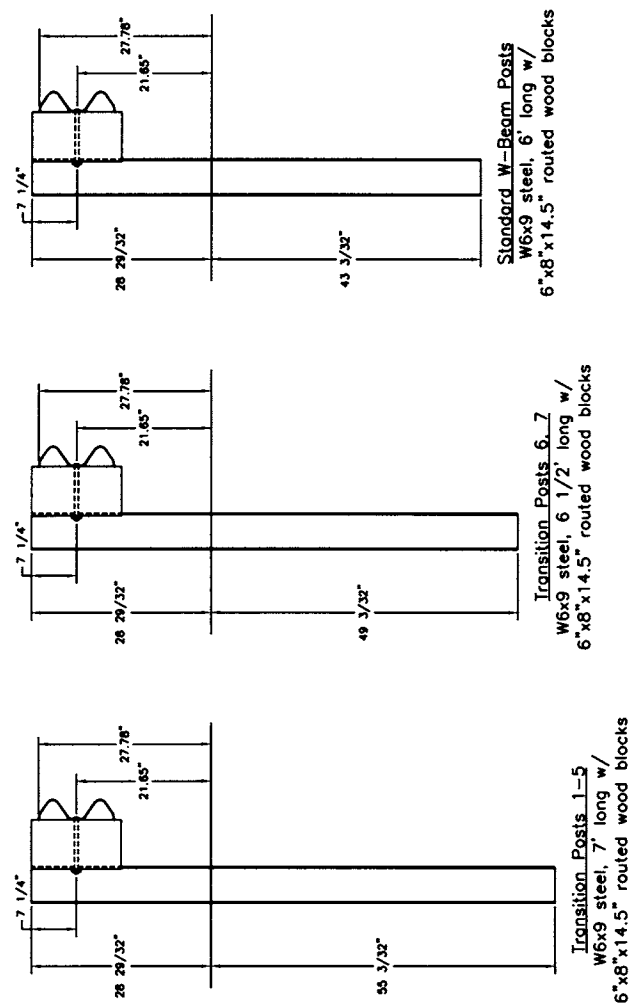 7 1/4"
27.78"
21.65"
28 29/32"
43 3/32"
Standard W-Beam Posts
W6x9 steel, 6' long w/
6"x8"x14.5" routed wood blocks
7 1/4"
27.78"
21.65"
28 29/32"
49 3/32"
Transition Posts 6, 7
W6x9 steel, 6 1/2' long w/
6"x8"x14.5" routed wood blocks
7 1/4"
27.78"
21.65"
28 29/32"
55 3/32"
Transition Posts 1-5
W6x9 steel, 7' long w/
6"x8"x14.5" routed wood blocks